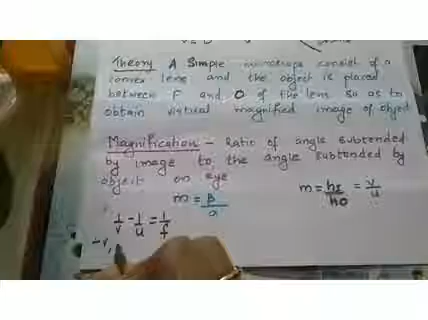 Theory A Simple microscope consist of a
convex lens and the object is placed
between F and O of the lens so as to
obtain virtual magnified image of object
Magnification - Ratio of angle subtended
by image to the angle subtended by
object on eye
m = β/α
m = hI/hO = v/u
1/v - 1/u = 1/f
-v,